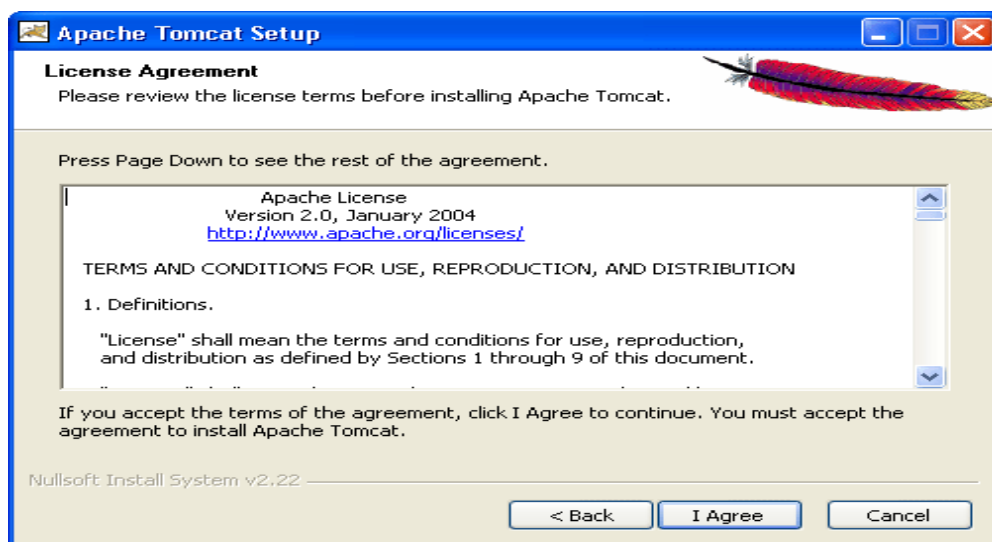 Apache Tomcat Setup
License Agreement
Please review the license terms before installing Apache Tomcat.
Press Page Down to see the rest of the agreement.
Apache License
Version 2.0, January 2004
http://www.apache.org/licenses/
TERMS AND CONDITIONS FOR USE, REPRODUCTION, AND DISTRIBUTION
1. Definitions.
"License" shall mean the terms and conditions for use, reproduction,
and distribution as defined by Sections 1 through 9 of this document.
If you accept the terms of the agreement, click I Agree to continue. You must accept the
agreement to install Apache Tomcat.
Nullsoft Install System v2.22
< Back I Agree Cancel